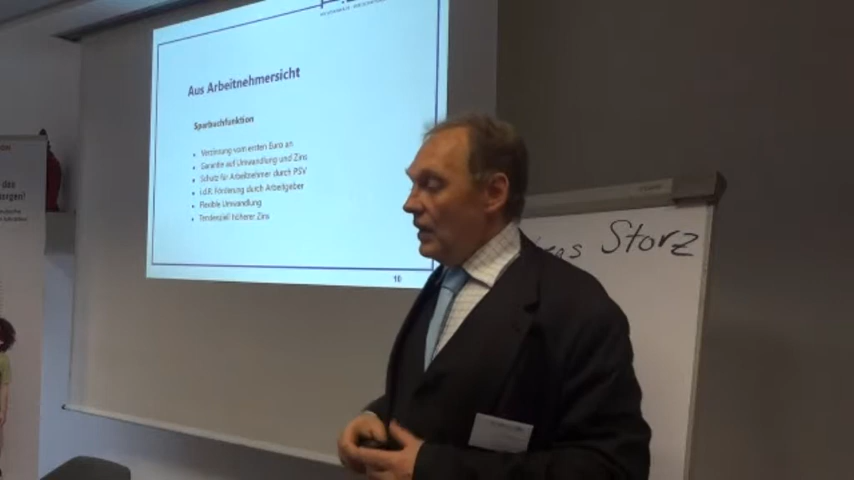 Aus Arbeitnehmersicht
Sparbuchfunktion
• Verzinsung vom ersten Euro an
• Garantie auf Umwandlung und Zins
• Schutz für Arbeitnehmer durch PSV
• i.d.R. Förderung durch Arbeitgeber
• Flexible Umwandlung
• Tendenziell höherer Zins
10
Storz